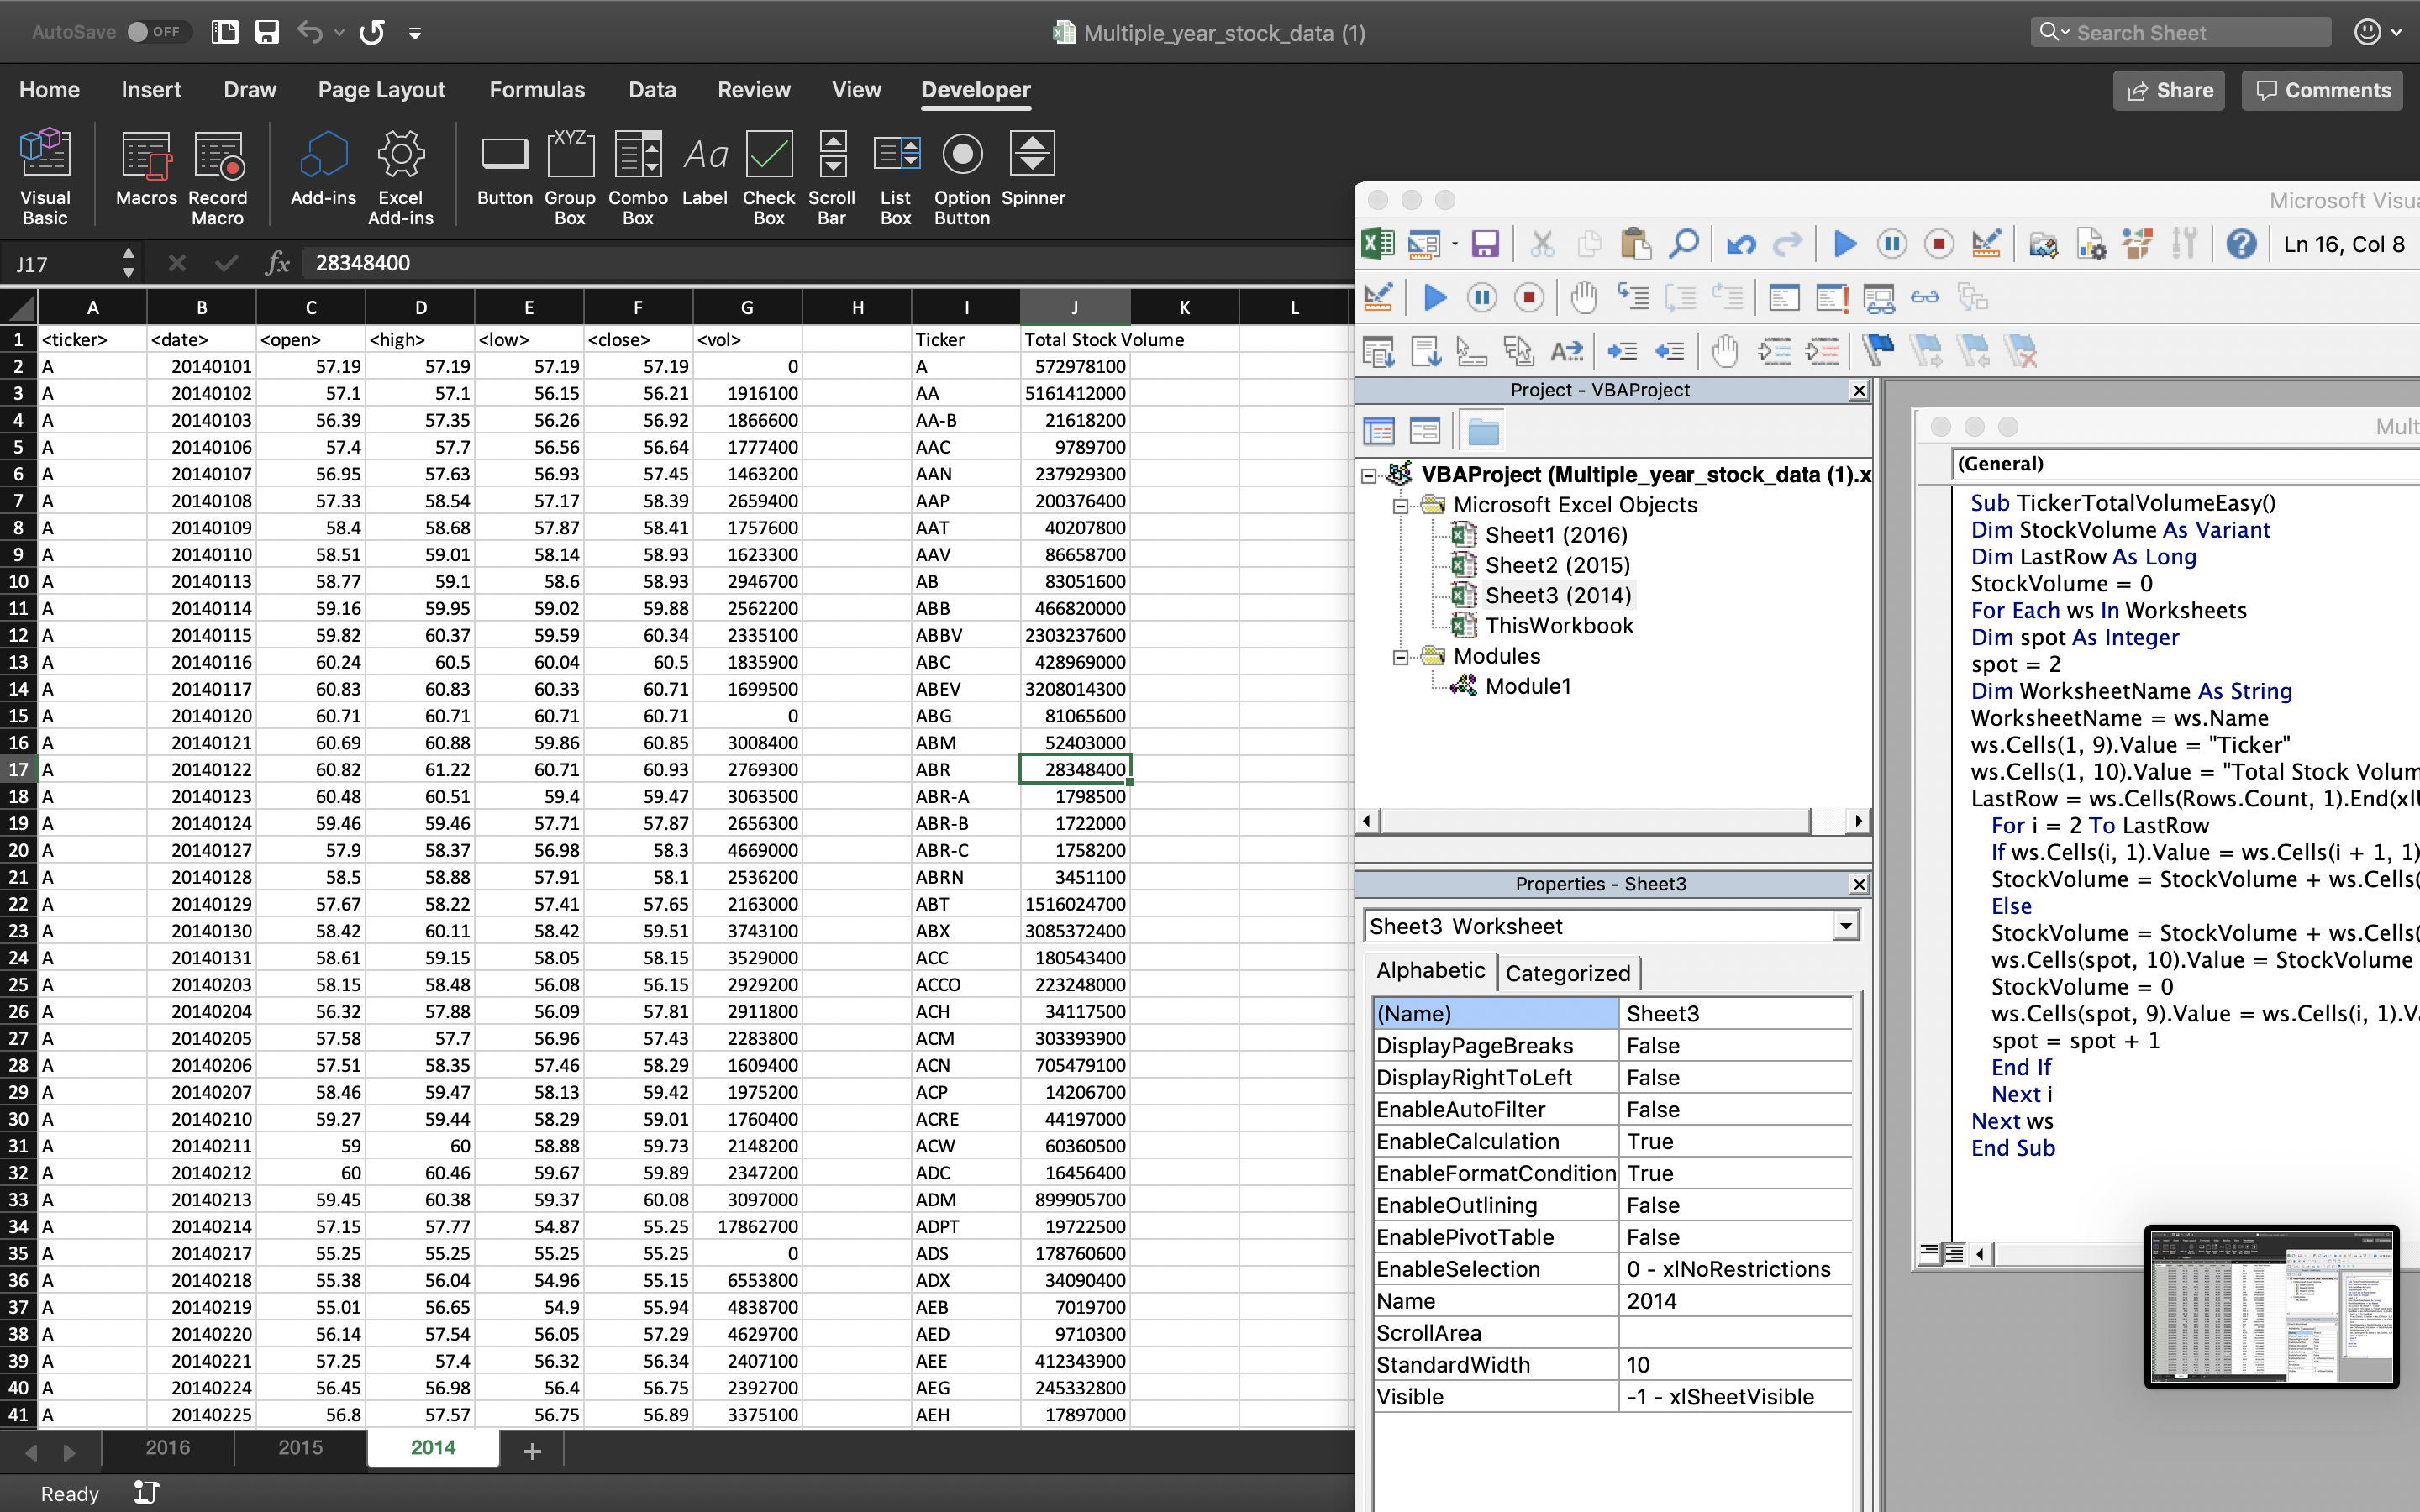 AutoSave OFF
Multiple_year_stock_data (1)
Search Sheet
Home Insert Draw Page Layout Formulas Data Review View Developer
Share Comments
Visual Basic
Macros
Record Macro
Add-ins
Excel Add-ins
Button
XYZ
Group Box
Combo Box
Aa
Label
Check Box
Scroll Bar
List Box
Option Button
Spinner
J17 fx 28348400
A B C D E F G H I J K L
1 <ticker> <date> <open> <high> <low> <close> <vol> Ticker Total Stock Volume
2 A 20140101 57.19 57.19 57.19 57.19 0 A 572978100
3 A 20140102 57.1 57.1 56.15 56.21 1916100 AA 5161412000
4 A 20140103 56.39 57.35 56.26 56.92 1866600 AA-B 21618200
5 A 20140106 57.4 57.7 56.56 56.64 1777400 AAC 9789700
6 A 20140107 56.95 57.63 56.93 57.45 1463200 AAN 237929300
7 A 20140108 57.33 58.54 57.17 58.39 2659400 AAP 200376400
8 A 20140109 58.4 58.68 57.87 58.41 1757600 AAT 40207800
9 A 20140110 58.51 59.01 58.14 58.93 1623300 AAV 86658700
10 A 20140113 58.77 59.1 58.6 58.93 2946700 AB 83051600
11 A 20140114 59.16 59.95 59.02 59.88 2562200 ABB 466820000
12 A 20140115 59.82 60.37 59.59 60.34 2335100 ABBV 2303237600
13 A 20140116 60.24 60.5 60.04 60.5 1835900 ABC 428969000
14 A 20140117 60.83 60.83 60.33 60.71 1699500 ABEV 3208014300
15 A 20140120 60.71 60.71 60.71 60.71 0 ABG 81065600
16 A 20140121 60.69 60.88 59.86 60.85 3008400 ABM 52403000
17 A 20140122 60.82 61.22 60.71 60.93 2769300 ABR 28348400
18 A 20140123 60.48 60.51 59.4 59.47 3063500 ABR-A 1798500
19 A 20140124 59.46 59.46 57.71 57.87 2656300 ABR-B 1722000
20 A 20140127 57.9 58.37 56.98 58.3 4669000 ABR-C 1758200
21 A 20140128 58.5 58.88 57.91 58.1 2536200 ABRN 3451100
22 A 20140129 57.67 58.22 57.41 57.65 2163000 ABT 1516024700
23 A 20140130 58.42 60.11 58.42 59.51 3743100 ABX 3085372400
24 A 20140131 58.61 59.15 58.05 58.15 3529000 ACC 180543400
25 A 20140203 58.15 58.48 56.08 56.15 2929200 ACCO 223248000
26 A 20140204 56.32 57.88 56.09 57.81 2911800 ACH 34117500
27 A 20140205 57.58 57.7 56.96 57.43 2283800 ACM 303393900
28 A 20140206 57.51 58.35 57.46 58.29 1609400 ACN 705479100
29 A 20140207 58.46 59.47 58.13 59.42 1975200 ACP 14206700
30 A 20140210 59.27 59.44 58.29 59.01 1760400 ACRE 44197000
31 A 20140211 59 60 58.88 59.73 2148200 ACW 60360500
32 A 20140212 60 60.46 59.67 59.89 2347200 ADC 16456400
33 A 20140213 59.45 60.38 59.37 60.08 3097000 ADM 899905700
34 A 20140214 57.15 57.77 54.87 55.25 17862700 ADPT 19722500
35 A 20140217 55.25 55.25 55.25 55.25 0 ADS 178760600
36 A 20140218 55.38 56.04 54.96 55.15 6553800 ADX 34090400
37 A 20140219 55.01 56.65 54.9 55.94 4838700 AEB 7019700
38 A 20140220 56.14 57.54 56.05 57.29 4629700 AED 9710300
39 A 20140221 57.25 57.4 56.32 56.34 2407100 AEE 412343900
40 A 20140224 56.45 56.98 56.4 56.75 2392700 AEG 245332800
41 A 20140225 56.8 57.57 56.75 56.89 3375100 AEH 17897000
2016 2015 2014 +
Ready
Microsoft Visua
Ln 16, Col 8
Project - VBAProject
VBAProject (Multiple_year_stock_data (1).x
Microsoft Excel Objects
Sheet1 (2016)
Sheet2 (2015)
Sheet3 (2014)
ThisWorkbook
Modules
Module1
Properties - Sheet3
Sheet3 Worksheet
Alphabetic Categorized
(Name) Sheet3
DisplayPageBreaks False
DisplayRightToLeft False
EnableAutoFilter False
EnableCalculation True
EnableFormatCondition True
EnableOutlining False
EnablePivotTable False
EnableSelection 0 - xlNoRestrictions
Name 2014
ScrollArea
StandardWidth 10
Visible -1 - xlSheetVisible
Mult
(General)
Sub TickerTotalVolumeEasy()
Dim StockVolume As Variant
Dim LastRow As Long
StockVolume = 0
For Each ws In Worksheets
Dim spot As Integer
spot = 2
Dim WorksheetName As String
WorksheetName = ws.Name
ws.Cells(1, 9).Value = "Ticker"
ws.Cells(1, 10).Value = "Total Stock Volum
LastRow = ws.Cells(Rows.Count, 1).End(xlU
For i = 2 To LastRow
If ws.Cells(i, 1).Value = ws.Cells(i + 1, 1)
StockVolume = StockVolume + ws.Cells(
Else
StockVolume = StockVolume + ws.Cells(
ws.Cells(spot, 10).Value = StockVolume
StockVolume = 0
ws.Cells(spot, 9).Value = ws.Cells(i, 1).Va
spot = spot + 1
End If
Next i
Next ws
End Sub